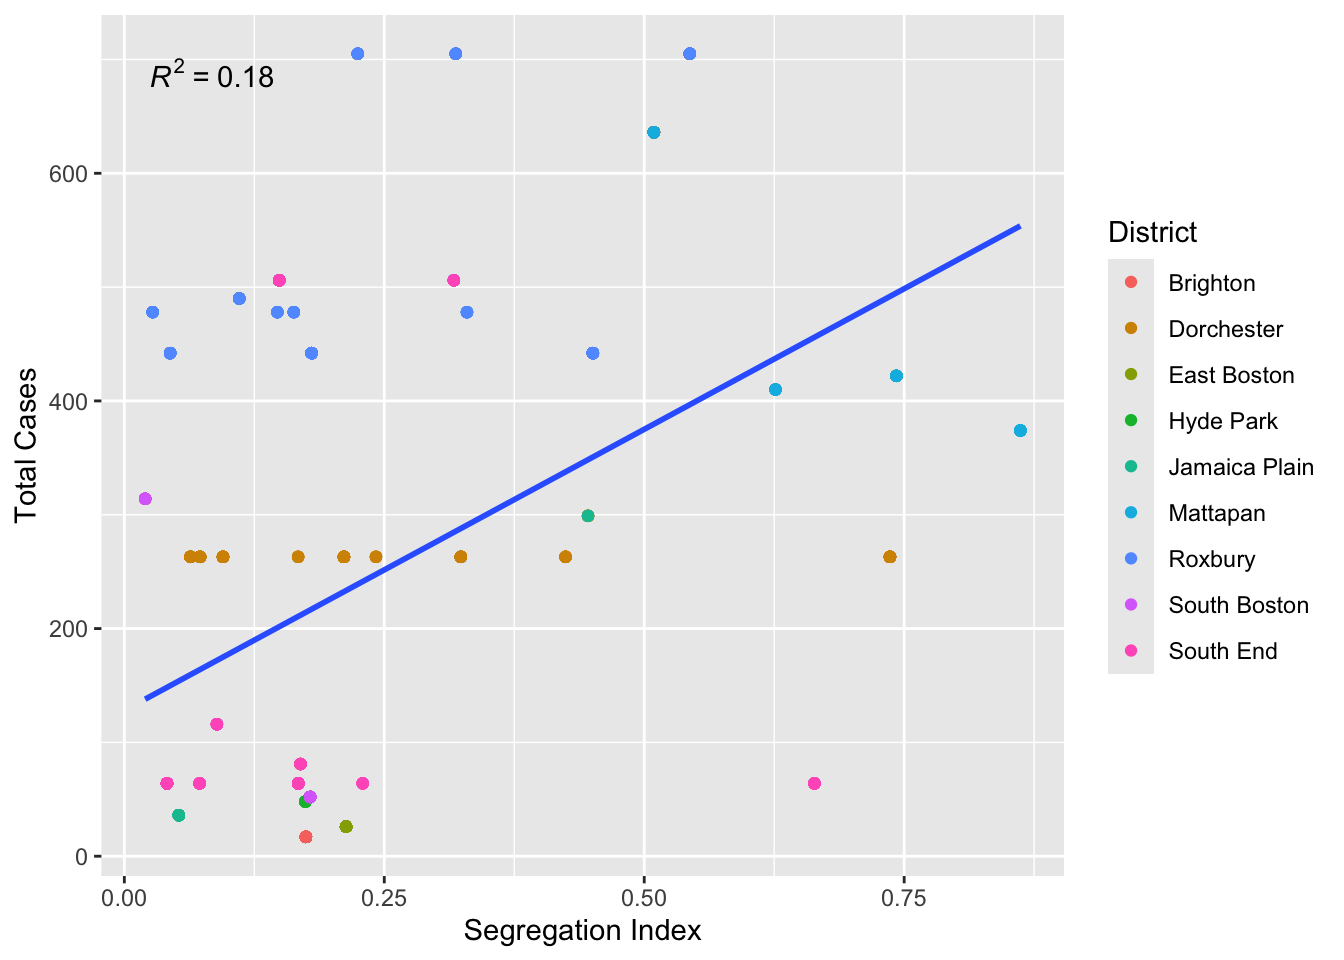 R² = 0.18
600
400
200
0
Total Cases
0.00 0.25 0.50 0.75
Segregation Index
District
Brighton
Dorchester
East Boston
Hyde Park
Jamaica Plain
Mattapan
Roxbury
South Boston
South End